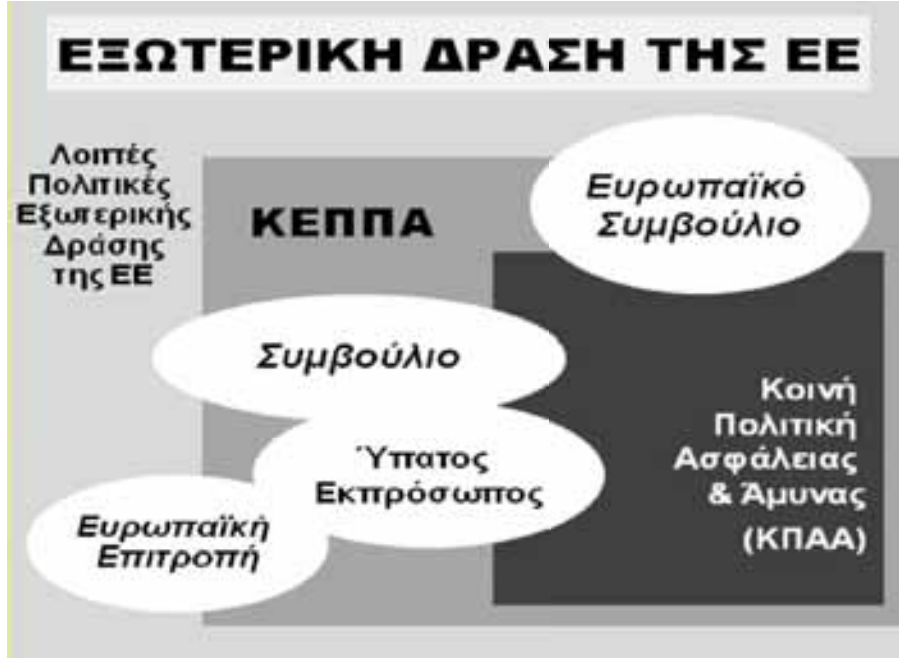 ΕΞΩΤΕΡΙΚΗ ΔΡΑΣΗ ΤΗΣ ΕΕ
Λοιπές
Πολιτικές
Εξωτερικής
Δράσης
της ΕΕ
ΚΕΠΠΑ
Ευρωπαϊκό
Συμβούλιο
Συμβούλιο
Ύπατος
Εκπρόσωπος
Ευρωπαϊκή
Επιτροπή
Κοινή
Πολιτική
Ασφάλειας
& Άμυνας
(ΚΠΑΑ)